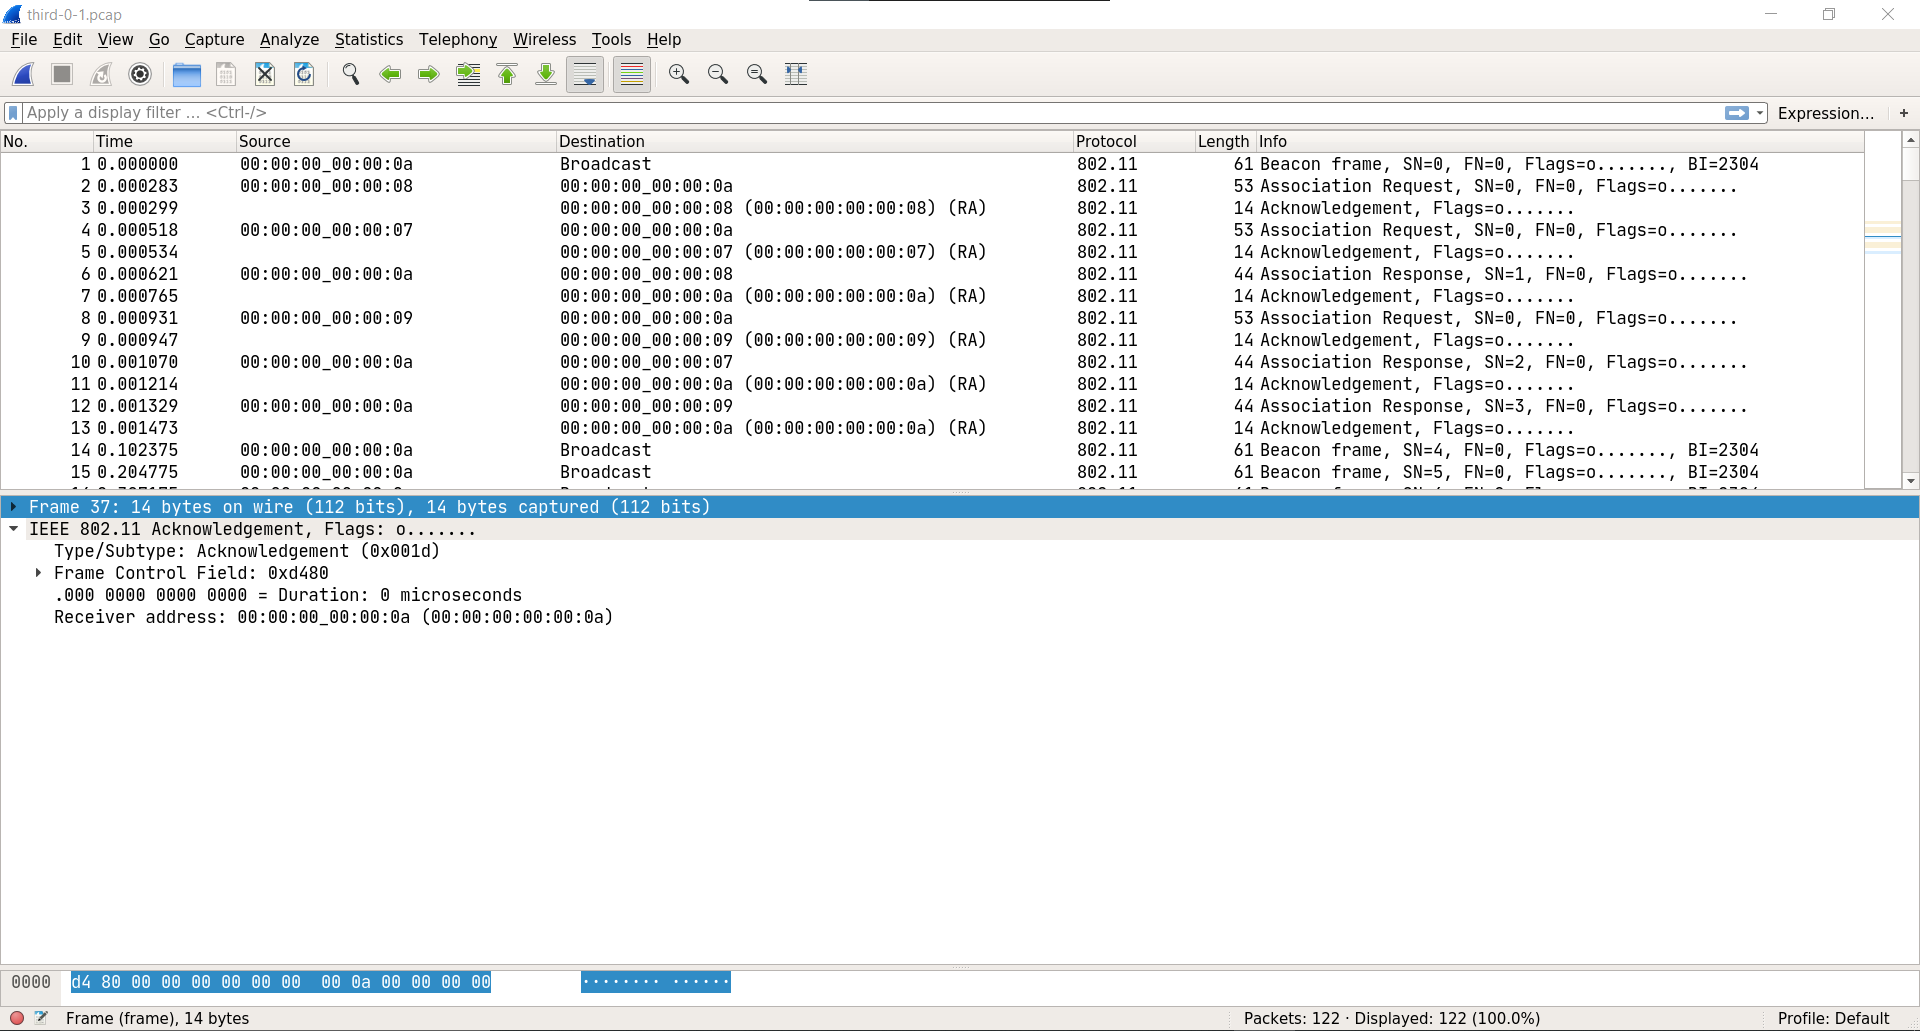 third-0-1.pcap
File Edit View Go Capture Analyze Statistics Telephony Wireless Tools Help
Apply a display filter … <Ctrl-/> Expression… +
No. Time Source Destination Protocol Length Info
1 0.000000 00:00:00_00:00:0a Broadcast 802.11 61 Beacon frame, SN=0, FN=0, Flags=o......., BI=2304
2 0.000283 00:00:00_00:00:08 00:00:00_00:00:0a 802.11 53 Association Request, SN=0, FN=0, Flags=o.......
3 0.000299 00:00:00_00:00:08 (00:00:00:00:00:08) (RA) 802.11 14 Acknowledgement, Flags=o.......
4 0.000518 00:00:00_00:00:07 00:00:00_00:00:0a 802.11 53 Association Request, SN=0, FN=0, Flags=o.......
5 0.000534 00:00:00_00:00:07 (00:00:00:00:00:07) (RA) 802.11 14 Acknowledgement, Flags=o.......
6 0.000621 00:00:00_00:00:0a 00:00:00_00:00:08 802.11 44 Association Response, SN=1, FN=0, Flags=o.......
7 0.000765 00:00:00_00:00:0a (00:00:00:00:00:0a) (RA) 802.11 14 Acknowledgement, Flags=o.......
8 0.000931 00:00:00_00:00:09 00:00:00_00:00:0a 802.11 53 Association Request, SN=0, FN=0, Flags=o.......
9 0.000947 00:00:00_00:00:09 (00:00:00:00:00:09) (RA) 802.11 14 Acknowledgement, Flags=o.......
10 0.001070 00:00:00_00:00:0a 00:00:00_00:00:07 802.11 44 Association Response, SN=2, FN=0, Flags=o.......
11 0.001214 00:00:00_00:00:0a (00:00:00:00:00:0a) (RA) 802.11 14 Acknowledgement, Flags=o.......
12 0.001329 00:00:00_00:00:0a 00:00:00_00:00:09 802.11 44 Association Response, SN=3, FN=0, Flags=o.......
13 0.001473 00:00:00_00:00:0a (00:00:00:00:00:0a) (RA) 802.11 14 Acknowledgement, Flags=o.......
14 0.102375 00:00:00_00:00:0a Broadcast 802.11 61 Beacon frame, SN=4, FN=0, Flags=o......., BI=2304
15 0.204775 00:00:00_00:00:0a Broadcast 802.11 61 Beacon frame, SN=5, FN=0, Flags=o......., BI=2304
Frame 37: 14 bytes on wire (112 bits), 14 bytes captured (112 bits)
IEEE 802.11 Acknowledgement, Flags: o.......
Type/Subtype: Acknowledgement (0x001d)
Frame Control Field: 0xd480
.000 0000 0000 0000 = Duration: 0 microseconds
Receiver address: 00:00:00_00:00:0a (00:00:00:00:00:0a)
0000 d4 80 00 00 00 00 00 00 00 0a 00 00 00 00 ········ ······
Frame (frame), 14 bytes Packets: 122 · Displayed: 122 (100.0%) Profile: Default